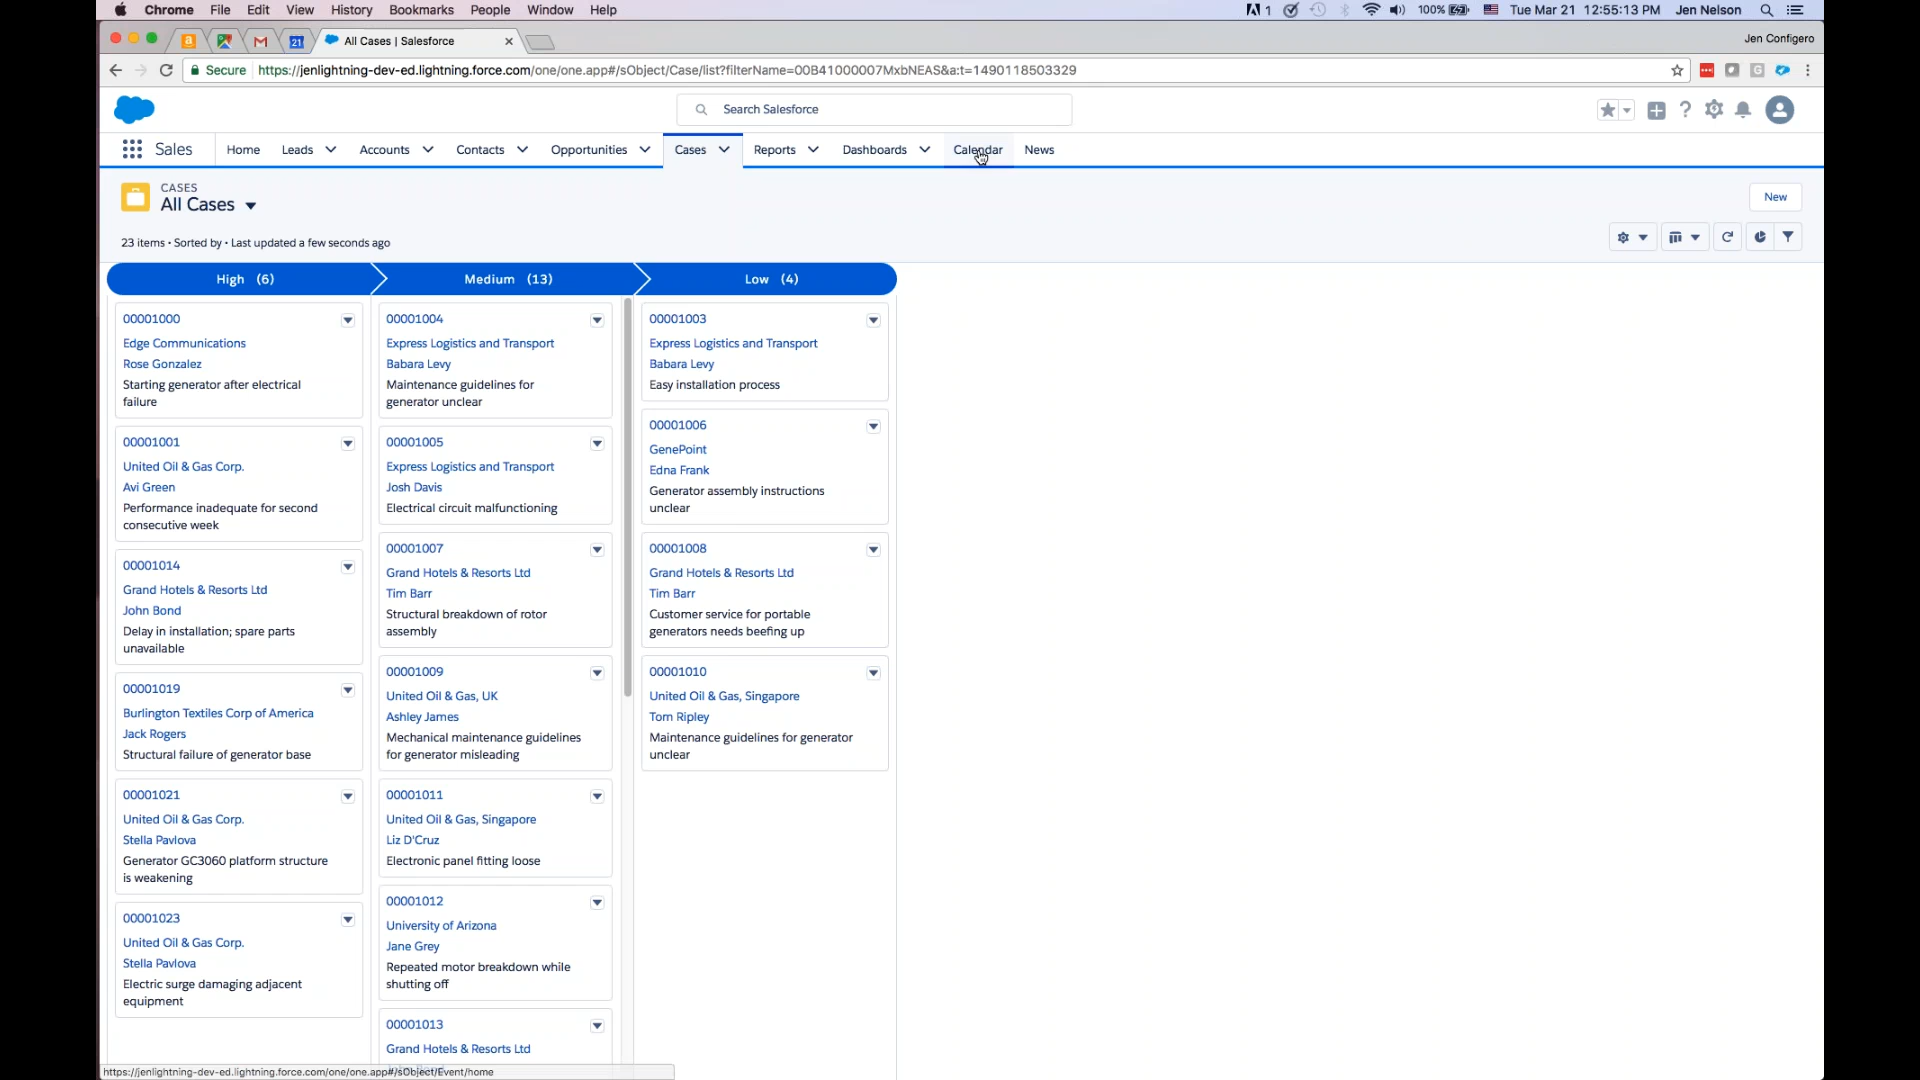 Chrome File Edit View History Bookmarks People Window Help
1 100% Tue Mar 21 12:55:13 PM Jen Nelson
a 21 All Cases | Salesforce Jen Configero
Secure https://jenlightning-dev-ed.lightning.force.com/one/one.app#/sObject/Case/list?filterName=00B41000007MxbNEAS&a:t=1490118503329
Search Salesforce
Sales Home Leads Accounts Contacts Opportunities Cases Reports Dashboards Calendar News
CASES
All Cases
New
23 items • Sorted by • Last updated a few seconds ago
High (6)
00001000
Edge Communications
Rose Gonzalez
Starting generator after electrical
failure
00001001
United Oil & Gas Corp.
Avi Green
Performance inadequate for second
consecutive week
00001014
Grand Hotels & Resorts Ltd
John Bond
Delay in installation; spare parts
unavailable
00001019
Burlington Textiles Corp of America
Jack Rogers
Structural failure of generator base
00001021
United Oil & Gas Corp.
Stella Pavlova
Generator GC3060 platform structure
is weakening
00001023
United Oil & Gas Corp.
Stella Pavlova
Electric surge damaging adjacent
equipment
Medium (13)
00001004
Express Logistics and Transport
Babara Levy
Maintenance guidelines for
generator unclear
00001005
Express Logistics and Transport
Josh Davis
Electrical circuit malfunctioning
00001007
Grand Hotels & Resorts Ltd
Tim Barr
Structural breakdown of rotor
assembly
00001009
United Oil & Gas, UK
Ashley James
Mechanical maintenance guidelines
for generator misleading
00001011
United Oil & Gas, Singapore
Liz D'Cruz
Electronic panel fitting loose
00001012
University of Arizona
Jane Grey
Repeated motor breakdown while
shutting off
00001013
Grand Hotels & Resorts Ltd
Low (4)
00001003
Express Logistics and Transport
Babara Levy
Easy installation process
00001006
GenePoint
Edna Frank
Generator assembly instructions
unclear
00001008
Grand Hotels & Resorts Ltd
Tim Barr
Customer service for portable
generators needs beefing up
00001010
United Oil & Gas, Singapore
Tom Ripley
Maintenance guidelines for generator
unclear
https://jenlightning-dev-ed.lightning.force.com/one/one.app#/sObject/Event/home